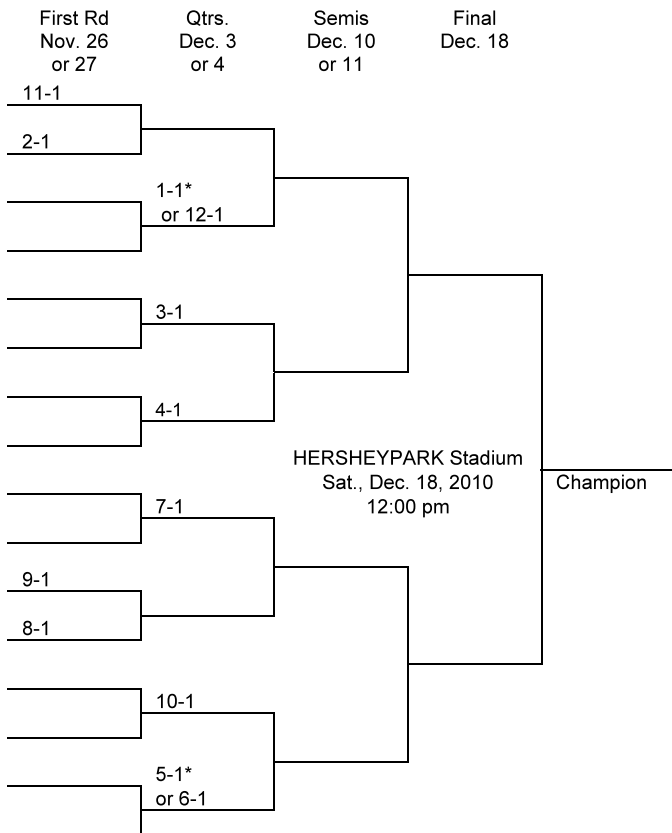 First Rd Qtrs. Semis Final
Nov. 26 Dec. 3 Dec. 10 Dec. 18
or 27 or 4 or 11
11-1
2-1
1-1*
or 12-1
3-1
4-1
HERSHEYPARK Stadium
Sat., Dec. 18, 2010
12:00 pm
Champion
7-1
9-1
8-1
10-1
5-1*
or 6-1